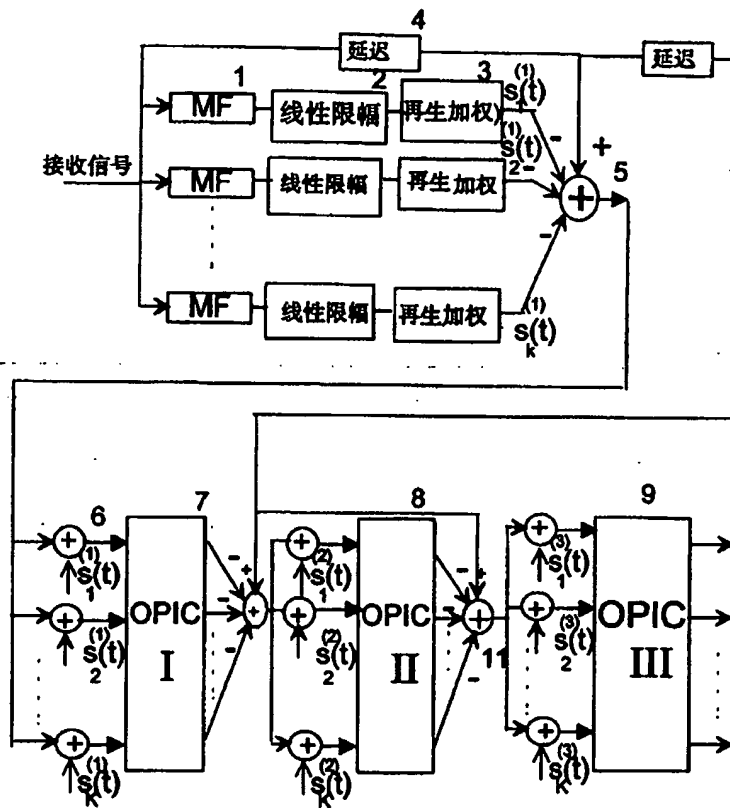 4
延迟
延迟
1
2
3
MF
线性限幅
再生加权)
s(t)
(1)
1
接收信号
MF
线性限幅
再生加权
s(t)
(1)
2
-
-
-
+
+
5
MF
线性限幅
再生加权
s(t)
(1)
k
6
7
8
9
+
s(t)
(1)
1
+
s(t)
(1)
2
+
s(t)
(1)
k
OPIC
I
-
-
-
+
+
+
s(t)
(2)
1
+
s(t)
(2)
2
+
s(t)
(2)
k
OPIC
II
-
-
-
+
+
11
+
s(t)
(3)
1
+
s(t)
(3)
2
+
s(t)
(3)
k
OPIC
III